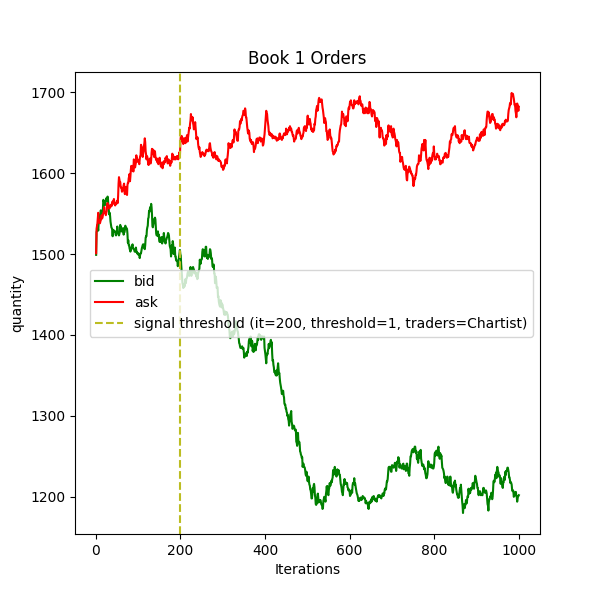 Book 1 Orders
1700
1600
1500
1400
1300
1200
quantity
bid
ask
signal threshold (it=200, threshold=1, traders=Chartist)
0 200 400 600 800 1000
Iterations